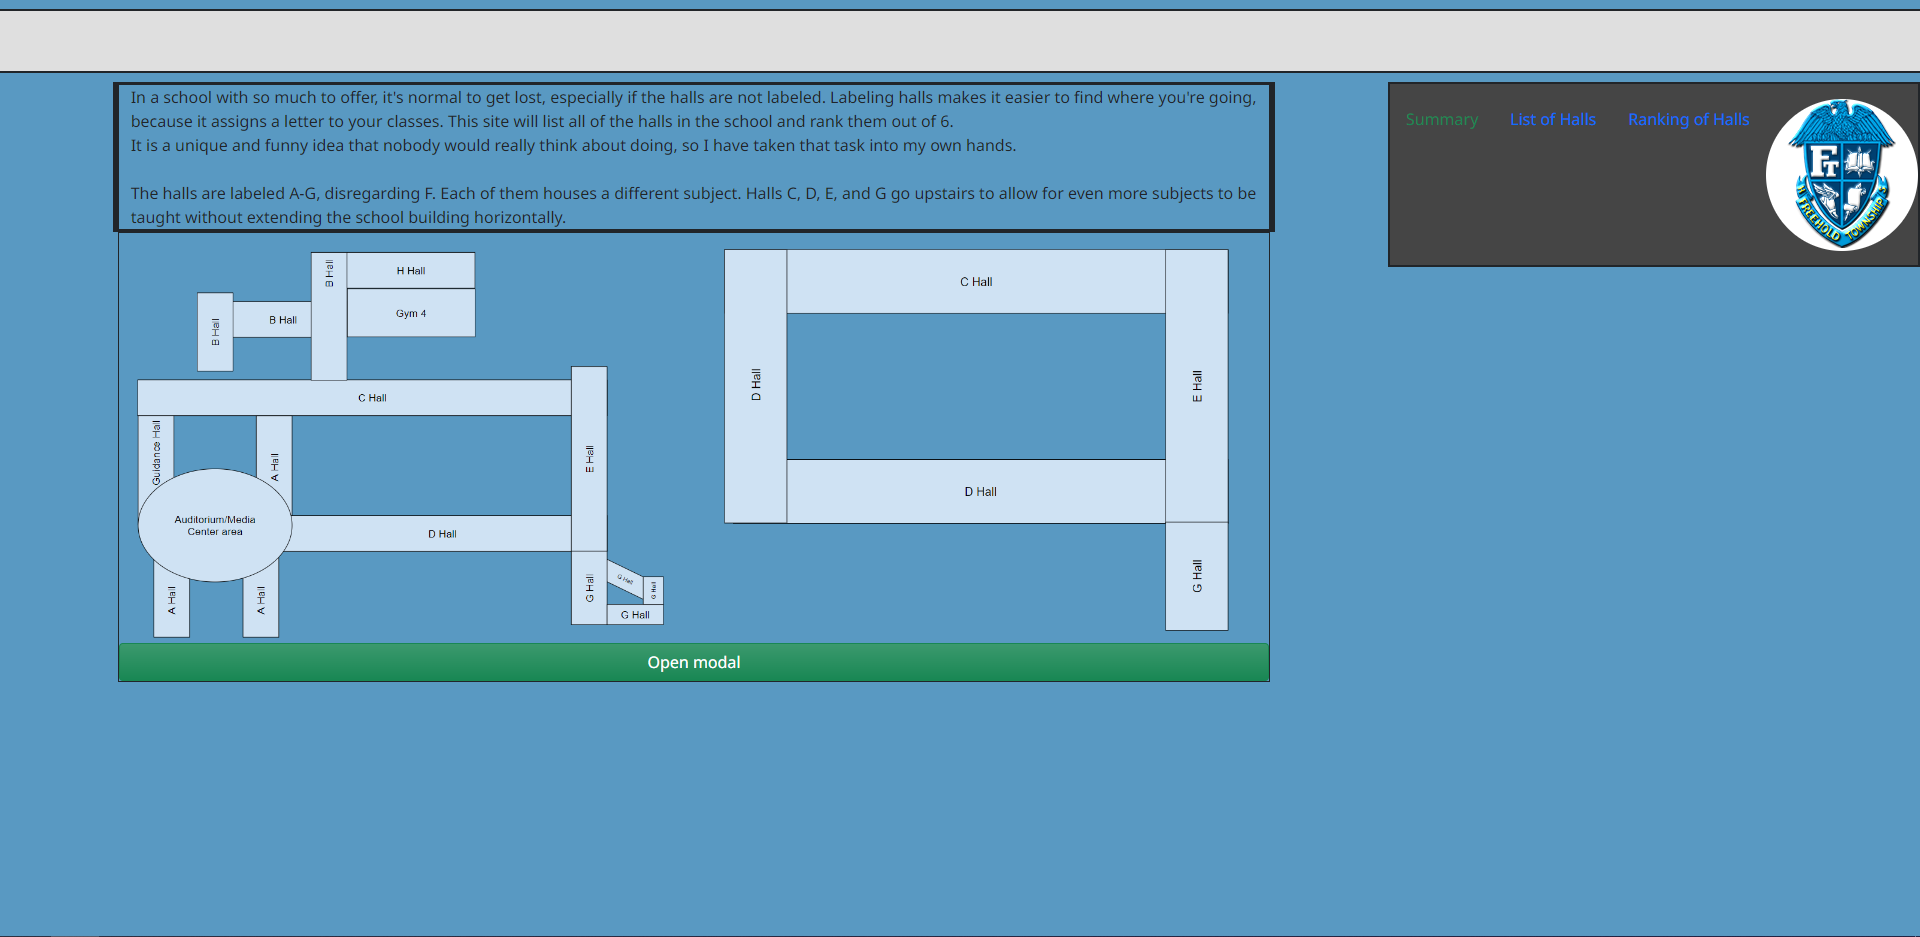 In a school with so much to offer, it's normal to get lost, especially if the halls are not labeled. Labeling halls makes it easier to find where you're going,
because it assigns a letter to your classes. This site will list all of the halls in the school and rank them out of 6.
It is a unique and funny idea that nobody would really think about doing, so I have taken that task into my own hands.
The halls are labeled A-G, disregarding F. Each of them houses a different subject. Halls C, D, E, and G go upstairs to allow for even more subjects to be
taught without extending the school building horizontally.
Summary
List of Halls
Ranking of Halls
FT
FREEHOLD TOWNSHIP
B Hall
H Hall
Gym 4
B Hall
B Hall
C Hall
Guidance Hall
A Hall
E Hall
Auditorium/Media
Center area
D Hall
A Hall
A Hall
G Hall
G Hall
G Hall
G Hall
C Hall
D Hall
E Hall
D Hall
G Hall
Open modal